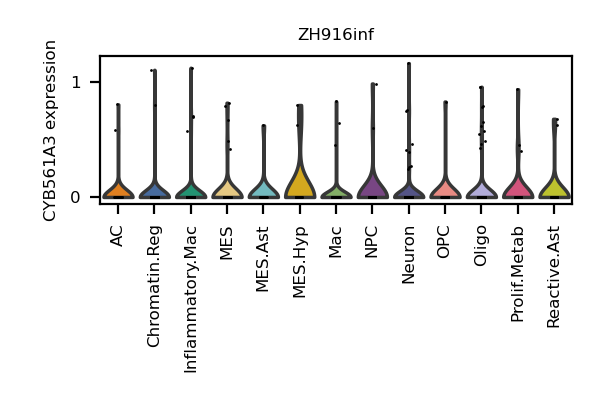 ZH916inf
CYB561A3 expression
1
0
AC
Chromatin.Reg
Inflammatory.Mac
MES
MES.Ast
MES.Hyp
Mac
NPC
Neuron
OPC
Oligo
Prolif.Metab
Reactive.Ast